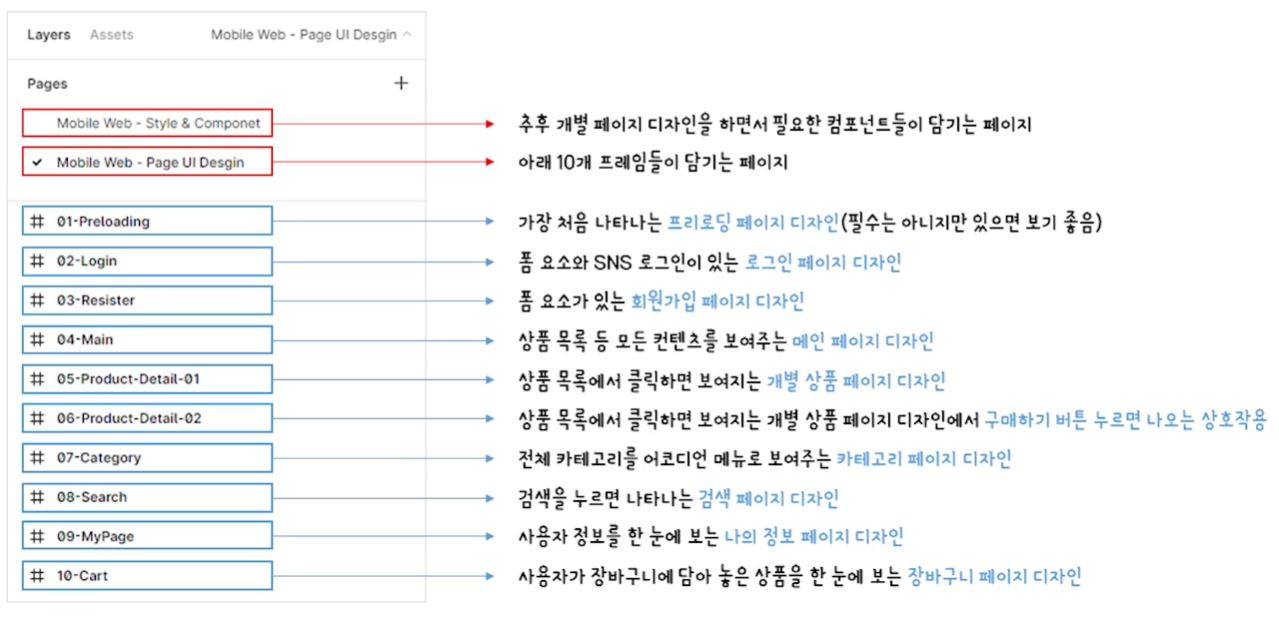 Layers Assets Mobile Web - Page UI Desgin
Pages +
Mobile Web - Style & Componet 추후 개별 페이지 디자인을 하면서 필요한 컴포넌트들이 담기는 페이지
✓ Mobile Web - Page UI Desgin 아래 10개 프레임들이 담기는 페이지
# 01-Preloading 가장 처음 나타나는 프리로딩 페이지 디자인(필수는 아니지만 있으면 보기 좋음)
# 02-Login 폼 요소와 SNS 로그인이 있는 로그인 페이지 디자인
# 03-Resister 폼 요소가 있는 회원가입 페이지 디자인
# 04-Main 상품 목록 등 모든 컨텐츠를 보여주는 메인 페이지 디자인
# 05-Product-Detail-01 상품 목록에서 클릭하면 보여지는 개별 상품 페이지 디자인
# 06-Product-Detail-02 상품 목록에서 클릭하면 보여지는 개별 상품 페이지 디자인에서 구매하기 버튼 누르면 나오는 상호작용
# 07-Category 전체 카테고리를 어코디언 메뉴로 보여주는 카테고리 페이지 디자인
# 08-Search 검색을 누르면 나타나는 검색 페이지 디자인
# 09-MyPage 사용자 정보를 한 눈에 보는 나의 정보 페이지 디자인
# 10-Cart 사용자가 장바구니에 담아 놓은 상품을 한 눈에 보는 장바구니 페이지 디자인